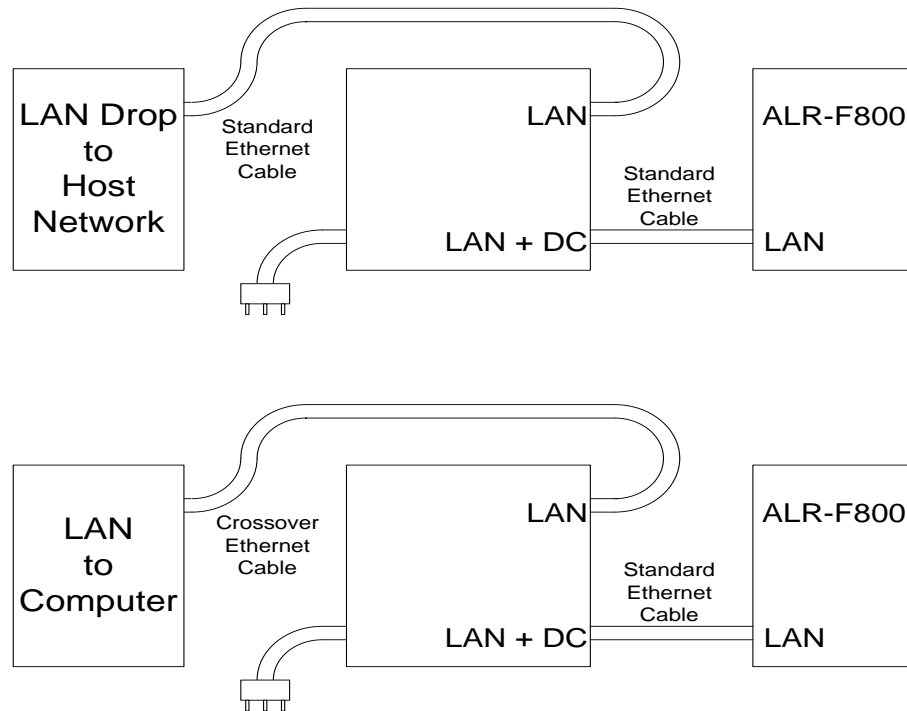 LAN Drop
to
Host
Network
Standard
Ethernet
Cable
LAN
LAN + DC
Standard
Ethernet
Cable
ALR-F800
LAN
LAN
to
Computer
Crossover
Ethernet
Cable
LAN
LAN + DC
Standard
Ethernet
Cable
ALR-F800
LAN